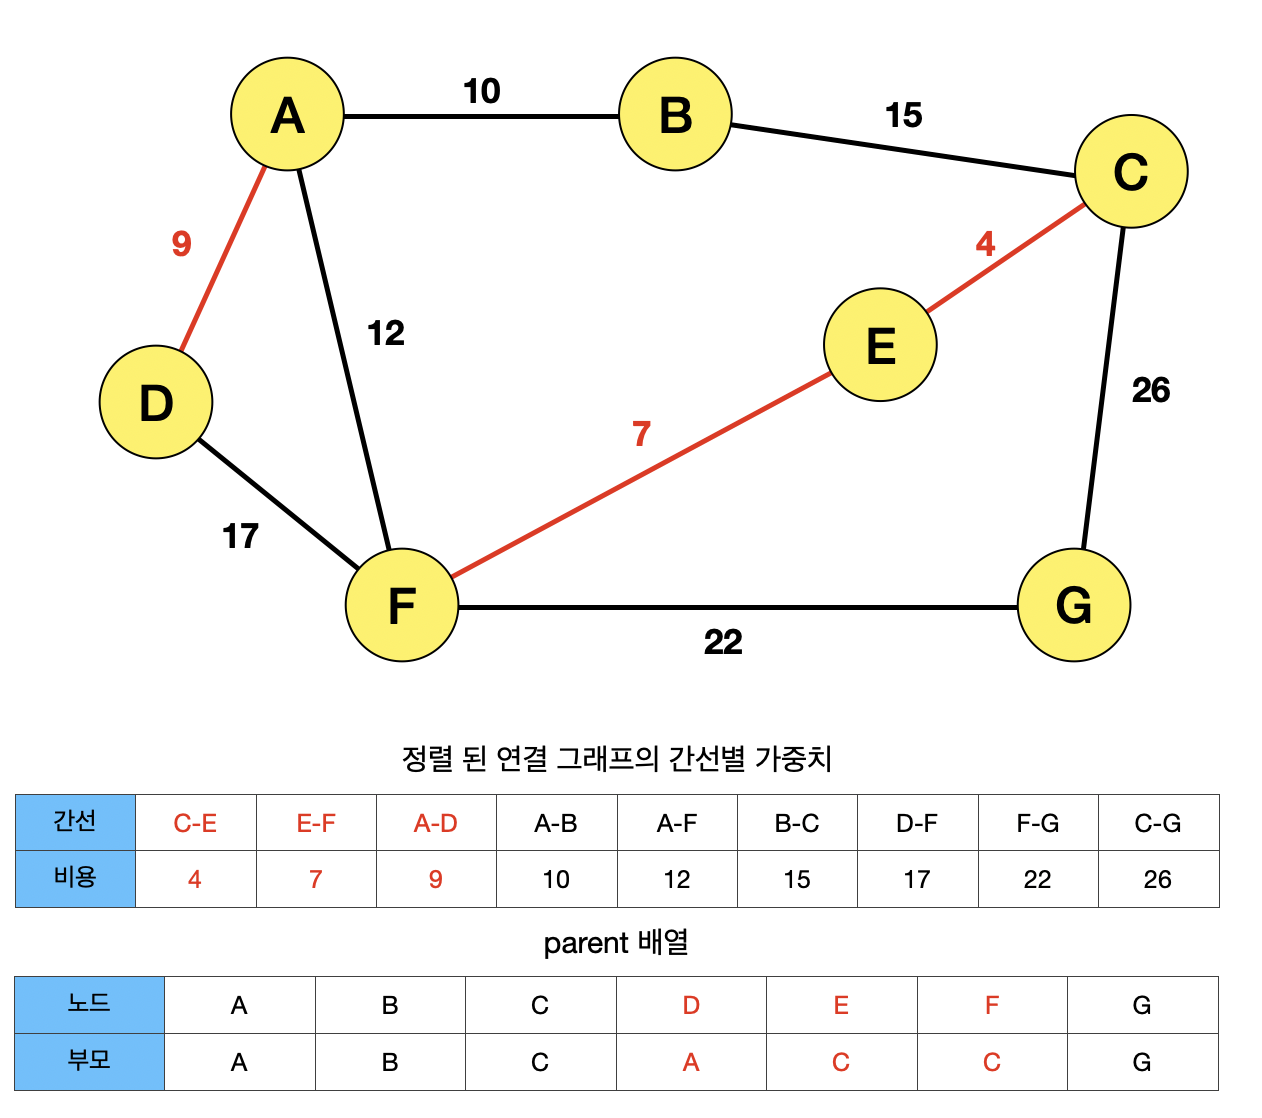 10
A
B
15
C
9
4
12
E
26
D
7
17
F
G
22
정렬 된 연결 그래프의 간선별 가중치
간선 C-E E-F A-D A-B A-F B-C D-F F-G C-G
비용 4 7 9 10 12 15 17 22 26
parent 배열
노드 A B C D E F G
부모 A B C A C C G